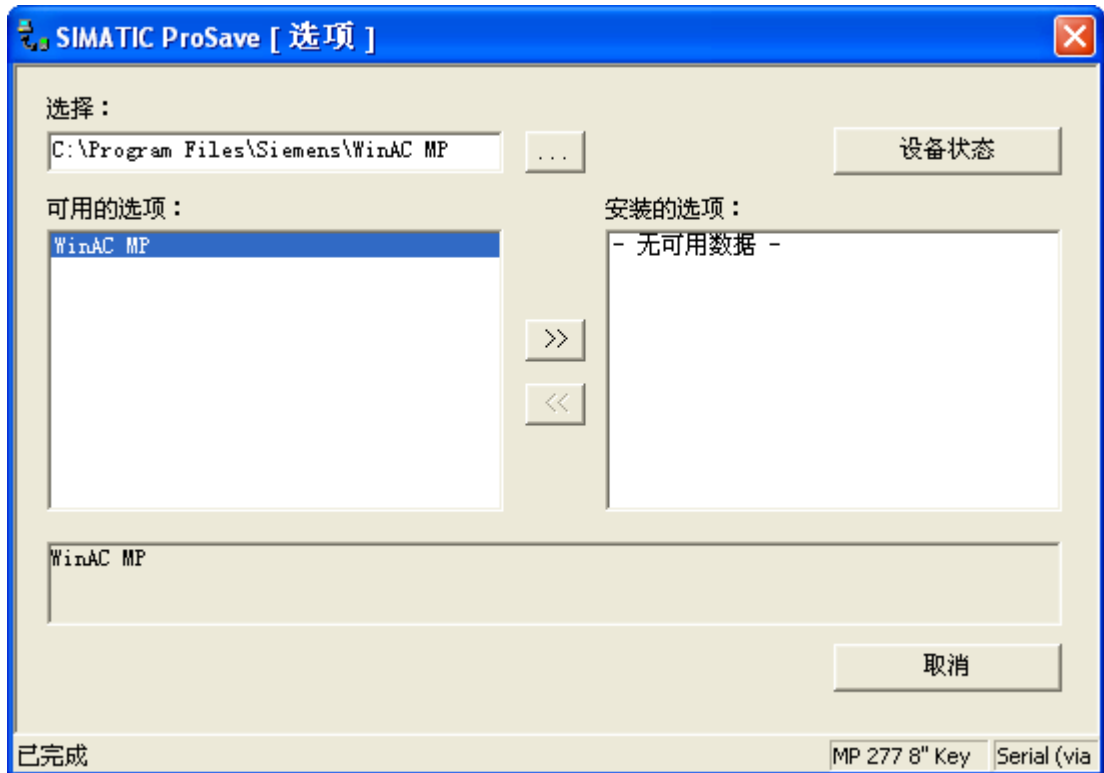 SIMATIC ProSave [ 选项 ]
选择：
C:\Program Files\Siemens\WinAC MP
...
设备状态
可用的选项：
安装的选项：
WinAC MP
- 无可用数据 -
>>
<<
WinAC MP
取消
已完成
MP 277 8" Key
Serial (via